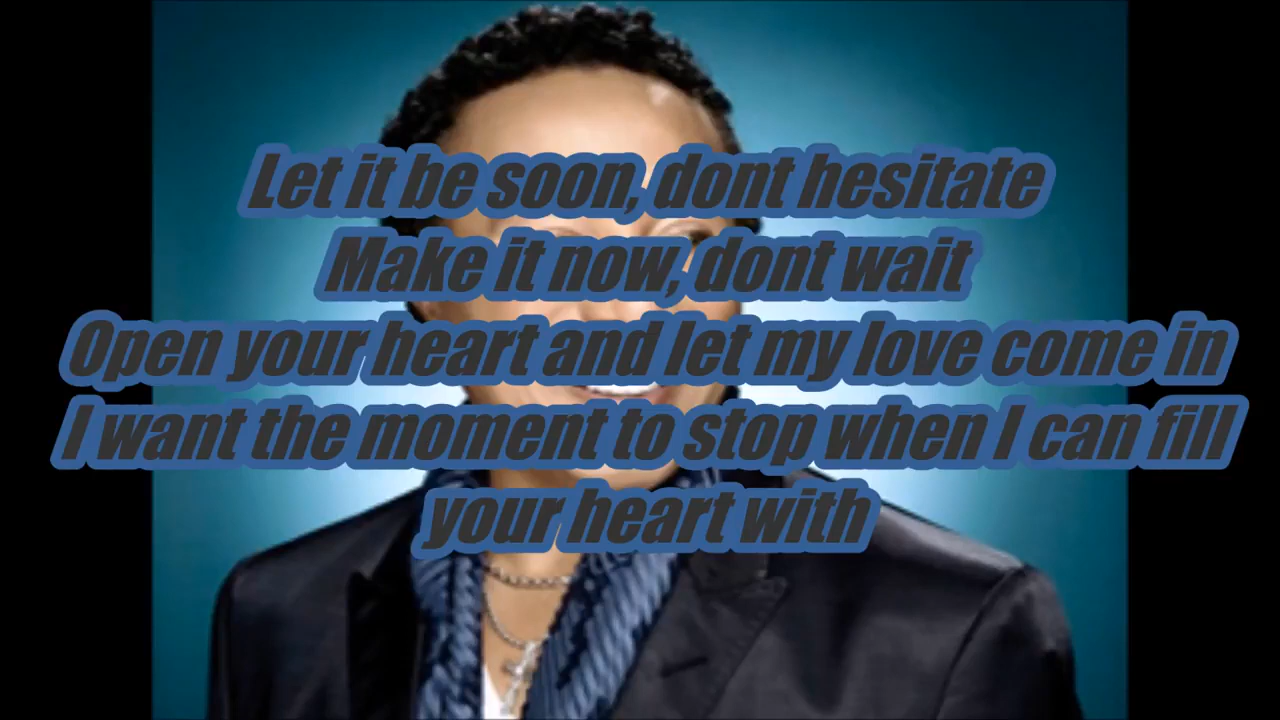 Let it be soon, dont hesitate
Make it now, dont wait
Open your heart and let my love come in
I want the moment to stop when I can fill
your heart with